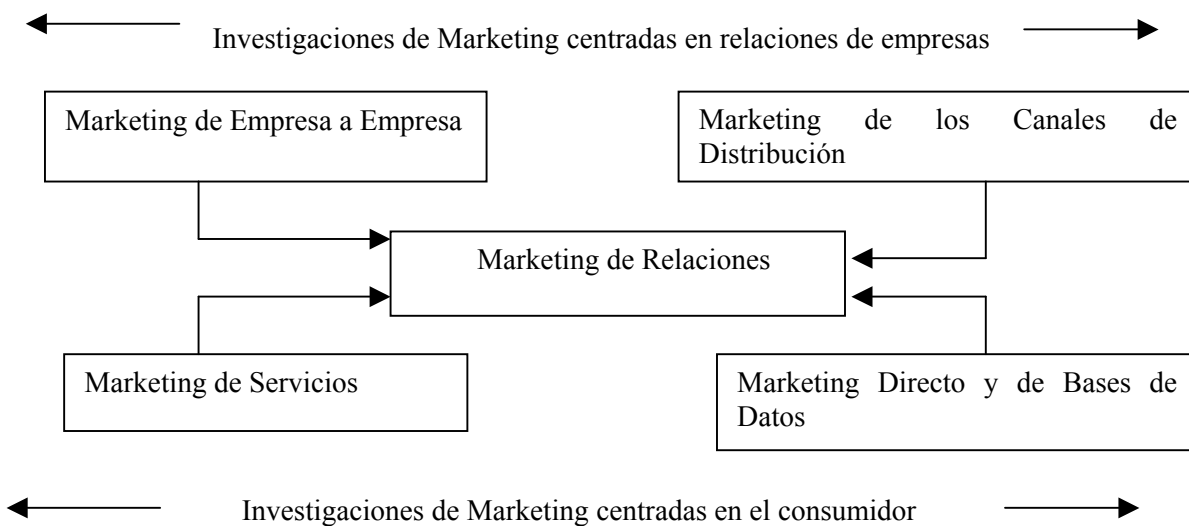 Investigaciones de Marketing centradas en relaciones de empresas
Marketing de Empresa a Empresa
Marketing de los Canales de
Distribución
Marketing de Relaciones
Marketing de Servicios
Marketing Directo y de Bases de
Datos
Investigaciones de Marketing centradas en el consumidor